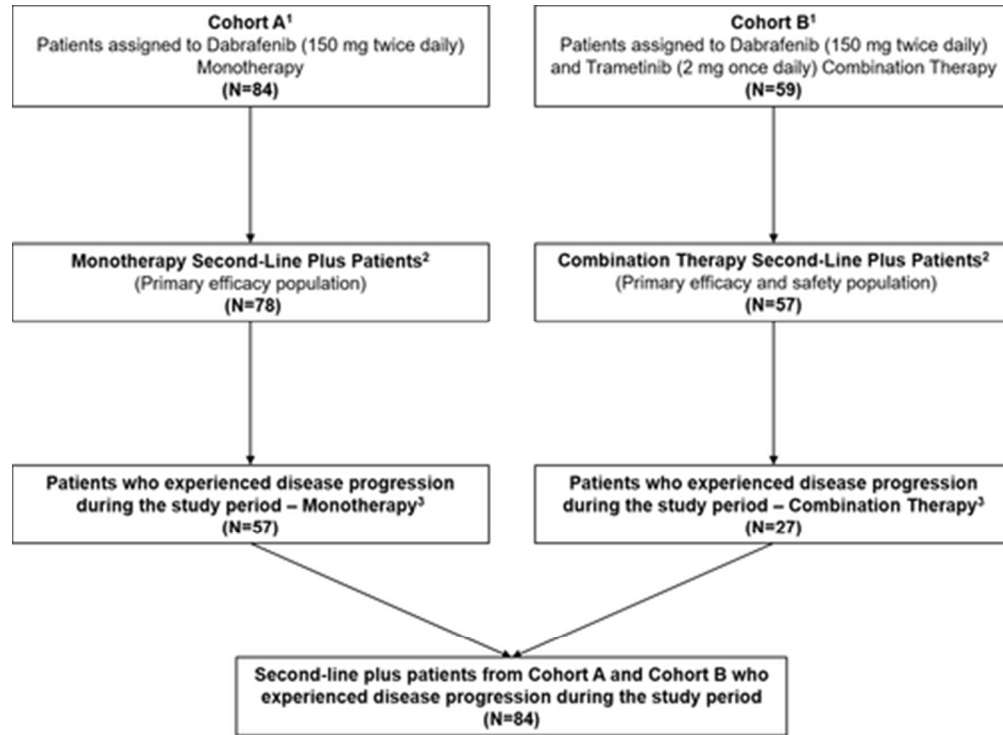 Cohort A¹
Patients assigned to Dabrafenib (150 mg twice daily)
Monotherapy
(N=84)
Cohort B¹
Patients assigned to Dabrafenib (150 mg twice daily)
and Trametinib (2 mg once daily) Combination Therapy
(N=59)
Monotherapy Second-Line Plus Patients²
(Primary efficacy population)
(N=78)
Combination Therapy Second-Line Plus Patients²
(Primary efficacy and safety population)
(N=57)
Patients who experienced disease progression
during the study period – Monotherapy³
(N=57)
Patients who experienced disease progression
during the study period – Combination Therapy³
(N=27)
Second-line plus patients from Cohort A and Cohort B who
experienced disease progression during the study period
(N=84)